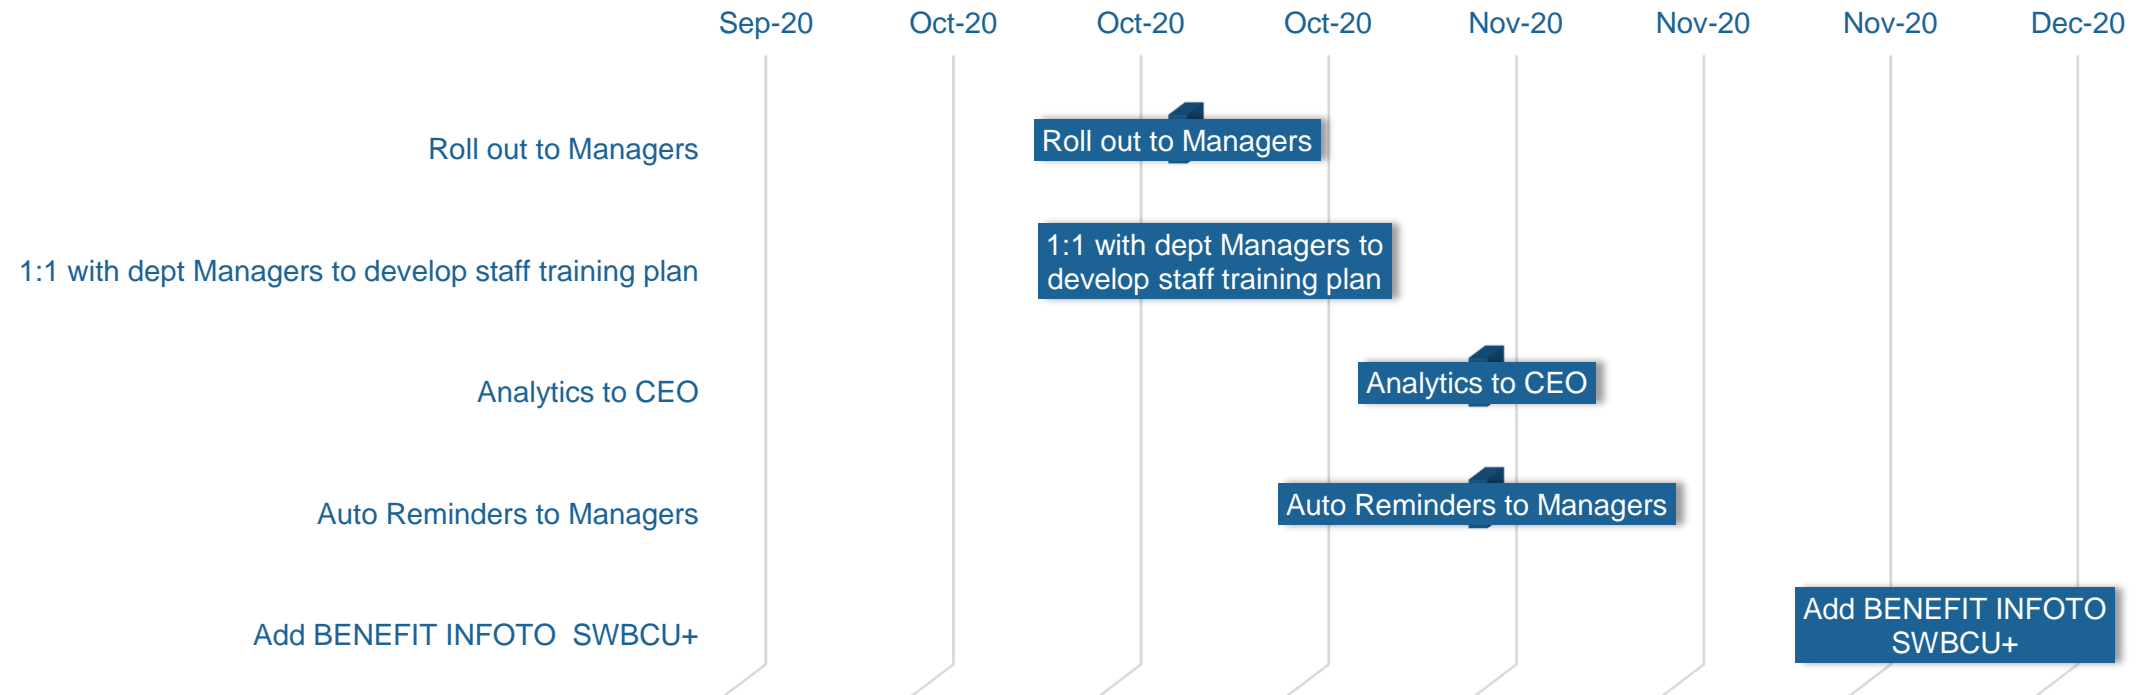 Sep-20 Oct-20 Oct-20 Oct-20 Nov-20 Nov-20 Nov-20 Dec-20
Roll out to Managers
Roll out to Managers
1:1 with dept Managers to develop staff training plan
1:1 with dept Managers to
develop staff training plan
Analytics to CEO
Analytics to CEO
Auto Reminders to Managers
Auto Reminders to Managers
Add BENEFIT INFOTO  SWBCU+
Add BENEFIT INFOTO
SWBCU+